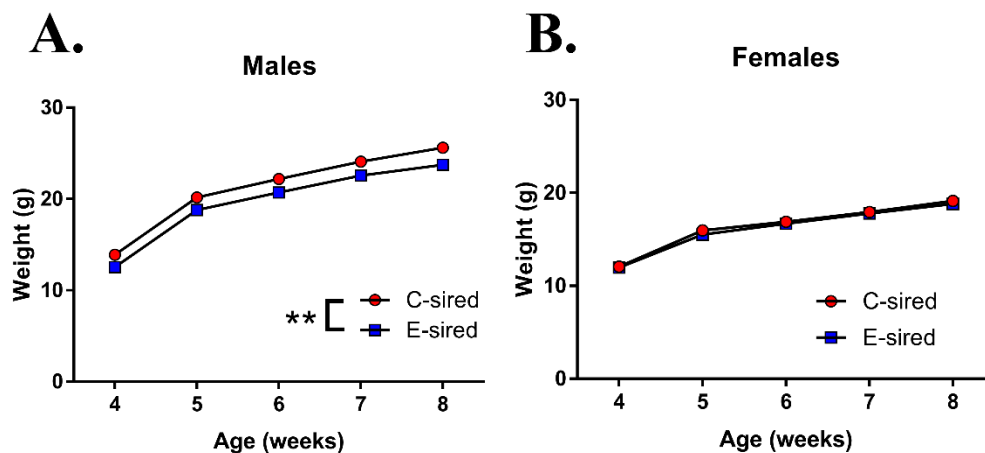 A.
Males
Weight (g)
30
20
10
0
4 5 6 7 8
Age (weeks)
** C-sired
E-sired
B.
Females
Weight (g)
30
20
10
0
4 5 6 7 8
Age (weeks)
C-sired
E-sired